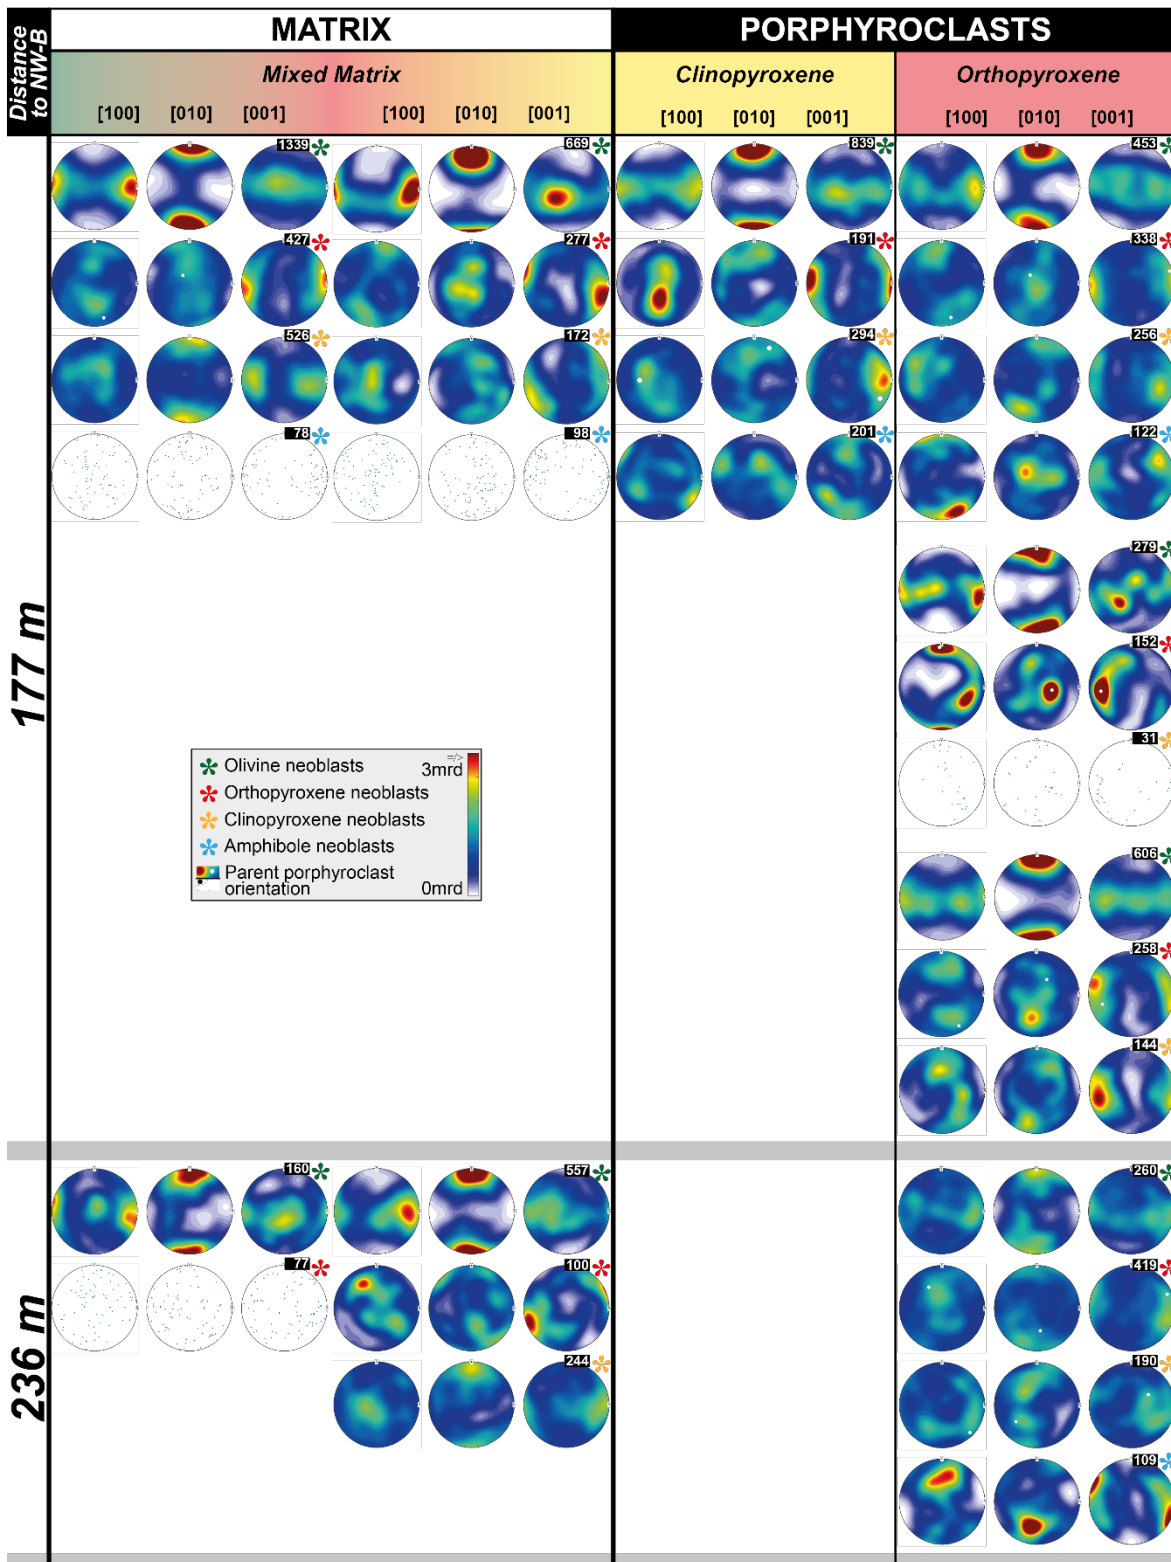 Distance
to NW-B
MATRIX
PORPHYROCLASTS
Mixed Matrix
Clinopyroxene
Orthopyroxene
[100] [010] [001] [100] [010] [001] [100] [010] [001] [100] [010] [001]
177 m
1339 669 839 453
427 277 191 338
526 172 294 256
78 98 201 122
279
152
31
606
258
144
Olivine neoblasts
Orthopyroxene neoblasts
Clinopyroxene neoblasts
Amphibole neoblasts
Parent porphyroclast
orientation
=/>
3mrd
0mrd
236 m
160 557 260
77 100 419
244 190
109